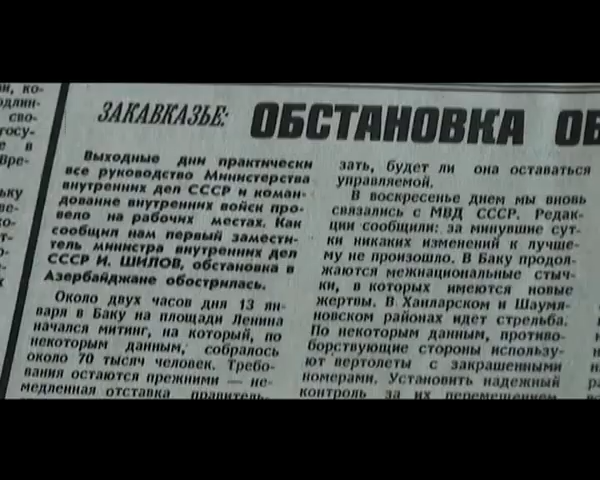 ЗАКАВКАЗЬЕ: ОБСТАНОВКА ОБ
Выходные дни практически
все руководство Министерства
внутренних дел СССР и коман-
дование внутренних войск про-
вело на рабочих местах. Как
сообщил нам первый замести-
тель министра внутренних дел
СССР И. ШИЛОВ, обстановка в
Азербайджане обострилась.
Около двух часов дня 13 ян-
варя в Баку на площади Ленина
начался митинг, на который, по
некоторым данным, собралось
около 70 тысяч человек. Требо-
вания остаются прежними — не-
медленная отставка правитель-
зать, будет ли она оставаться
управляемой.
В воскресенье днем мы вновь
связались с МВД СССР. Редак-
ции сообщили: за минувшие сут-
ки никаких изменений к лучше-
му не произошло. В Баку продол-
жаются межнациональные стыч-
ки, в которых имеются новые
жертвы. В Ханларском и Шаумя-
новском районах идет стрельба.
По некоторым данным, противо-
борствующие стороны использу-
ют вертолеты с закрашенными
номерами. Установить надежный
контроль за их перемещением